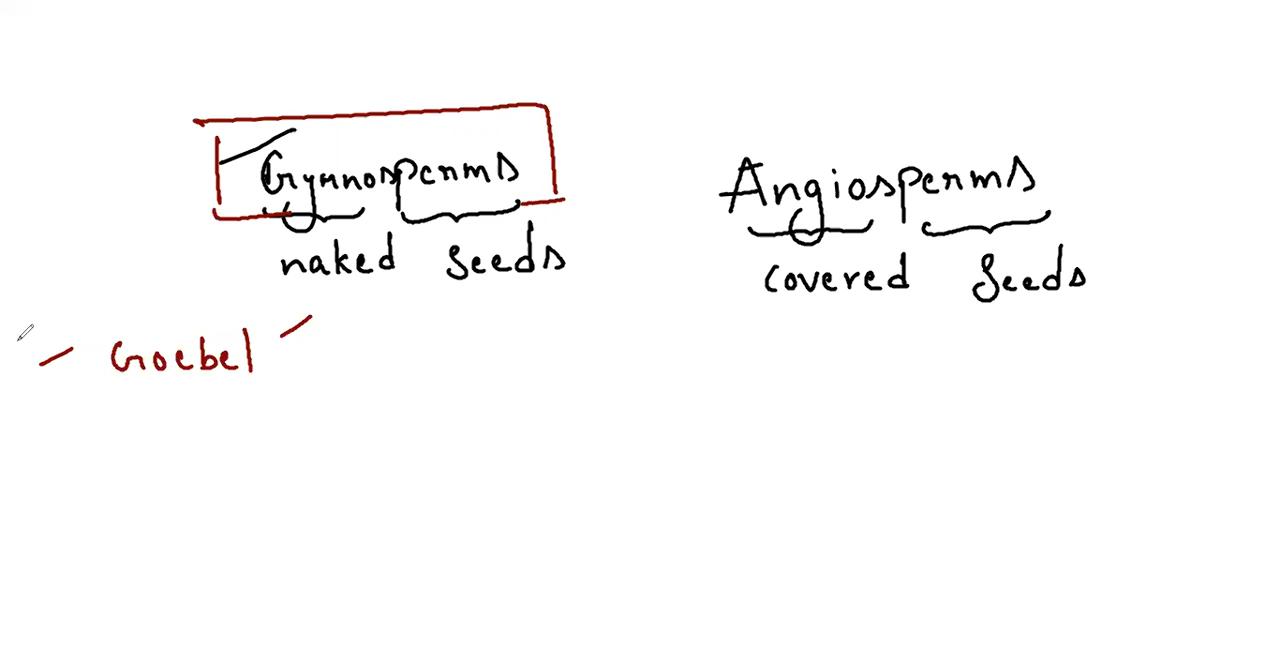 Gymnosperms
Angiosperms
naked seeds
covered seeds
Goebel